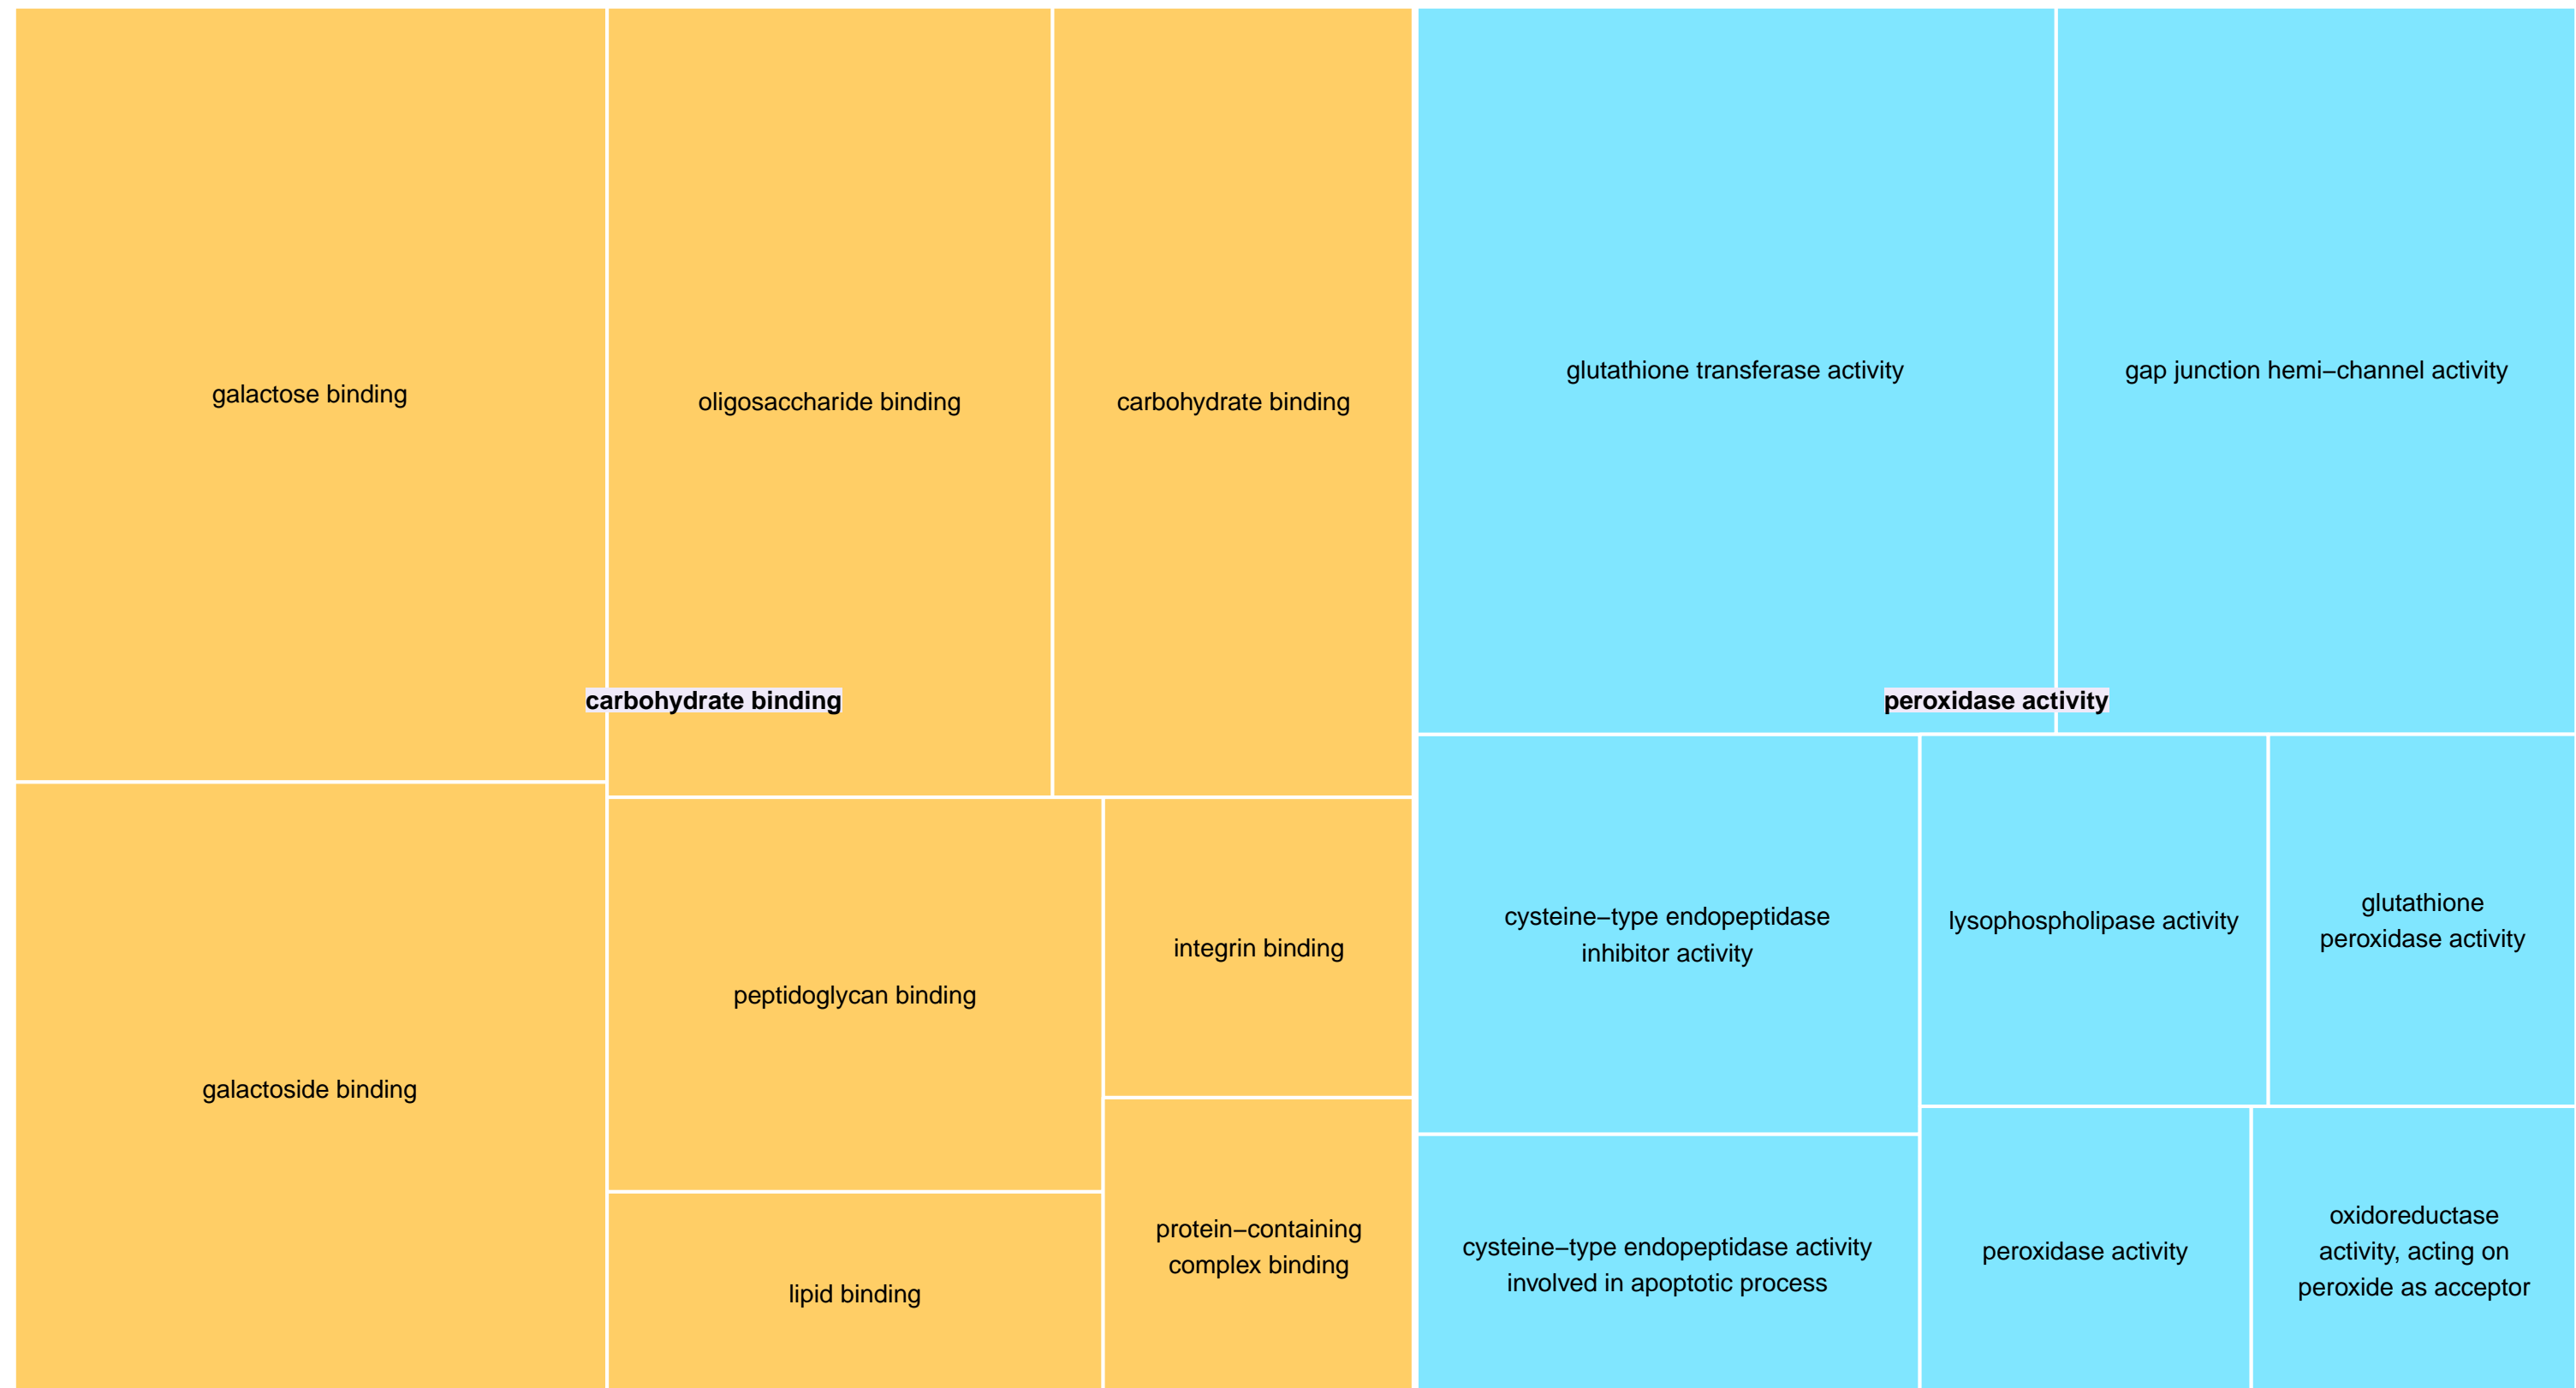 galactose binding
oligosaccharide binding
carbohydrate binding
carbohydrate binding
galactoside binding
peptidoglycan binding
integrin binding
lipid binding
protein−containing
complex binding
glutathione transferase activity
gap junction hemi−channel activity
peroxidase activity
cysteine−type endopeptidase
inhibitor activity
lysophospholipase activity
glutathione
peroxidase activity
cysteine−type endopeptidase activity
involved in apoptotic process
peroxidase activity
oxidoreductase
activity, acting on
peroxide as acceptor